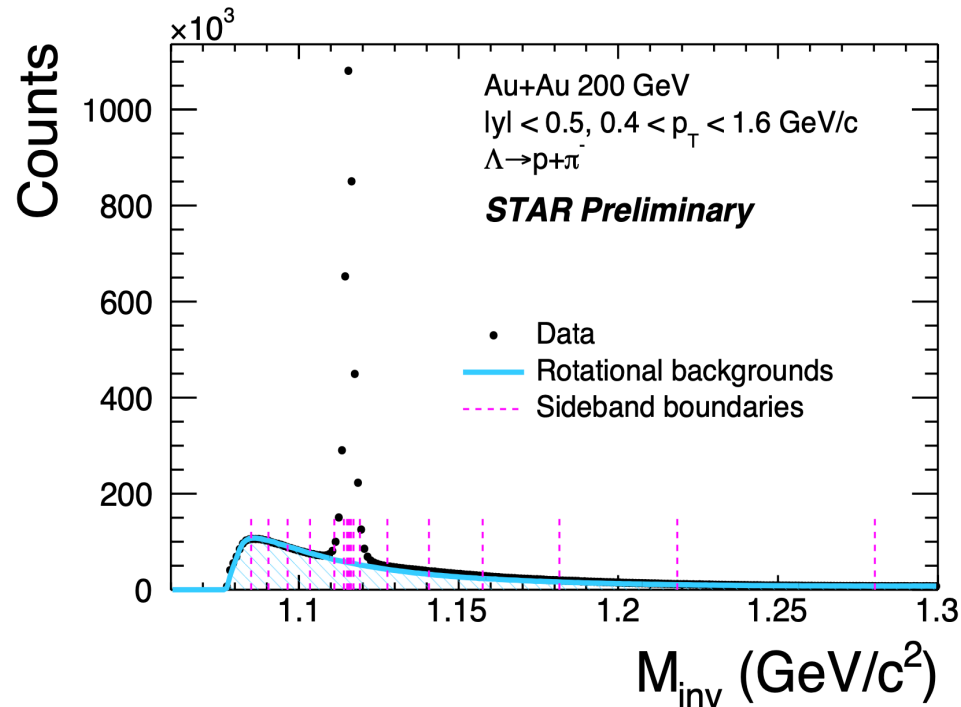 ×10³
Counts
1000
800
600
400
200
0
Au+Au 200 GeV
|y| < 0.5, 0.4 < p_T < 1.6 GeV/c
Λ→p+π⁻
STAR Preliminary
Data
Rotational backgrounds
Sideband boundaries
1.1 1.15 1.2 1.25 1.3
M_inv (GeV/c²)